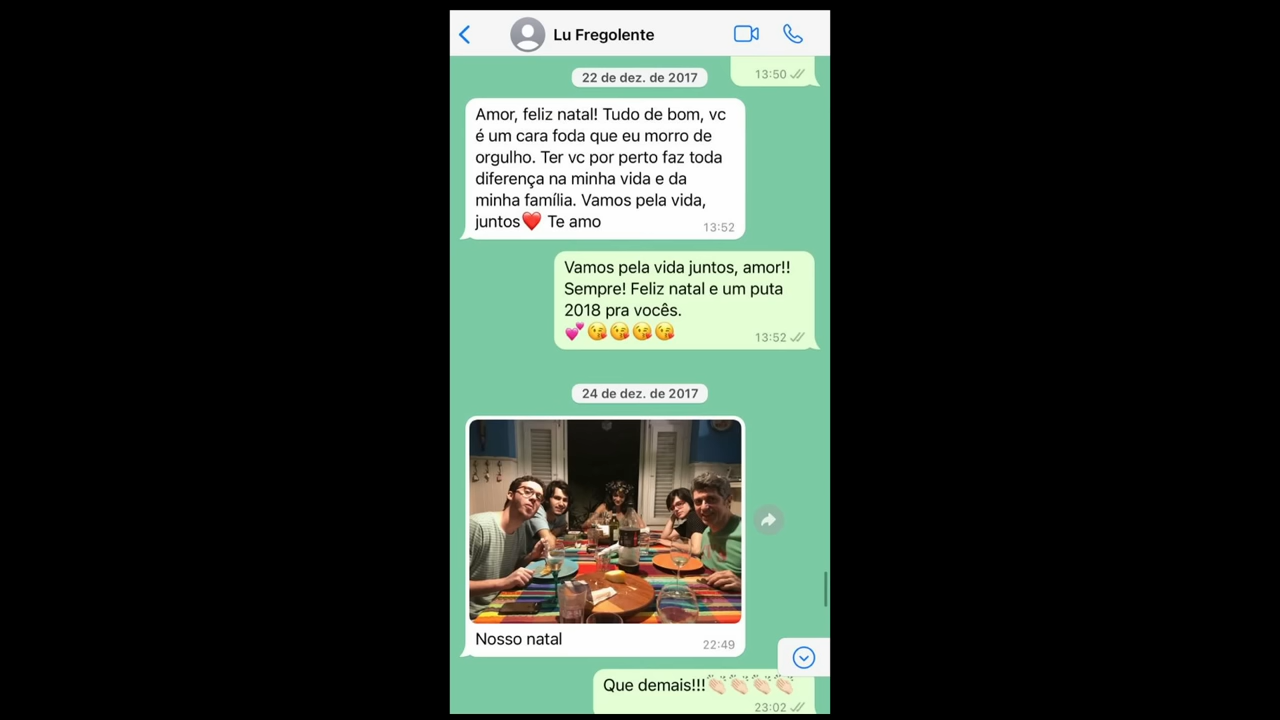 Lu Fregolente
13:50
22 de dez. de 2017
Amor, feliz natal! Tudo de bom, vc
é um cara foda que eu morro de
orgulho. Ter vc por perto faz toda
diferença na minha vida e da
minha família. Vamos pela vida,
juntos❤️ Te amo
13:52
Vamos pela vida juntos, amor!!
Sempre! Feliz natal e um puta
2018 pra vocês.
💕😘😘😘😘
13:52
24 de dez. de 2017
Nosso natal
22:49
Que demais!!!👏🏻👏🏻👏🏻👏🏻
23:02